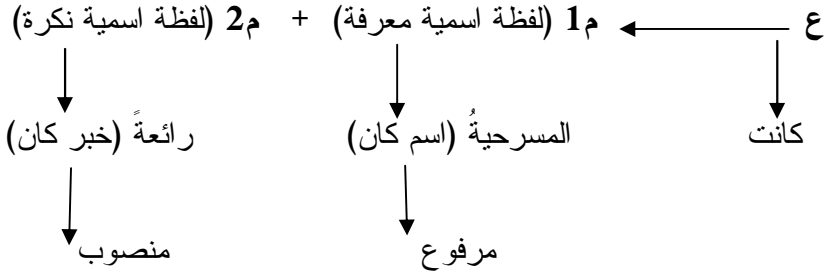 ع م1 (لفظة اسمية معرفة) + م2 (لفظة اسمية نكرة)
كانت المسرحيةُ (اسم كان) رائعةً (خبر كان)
مرفوع منصوب